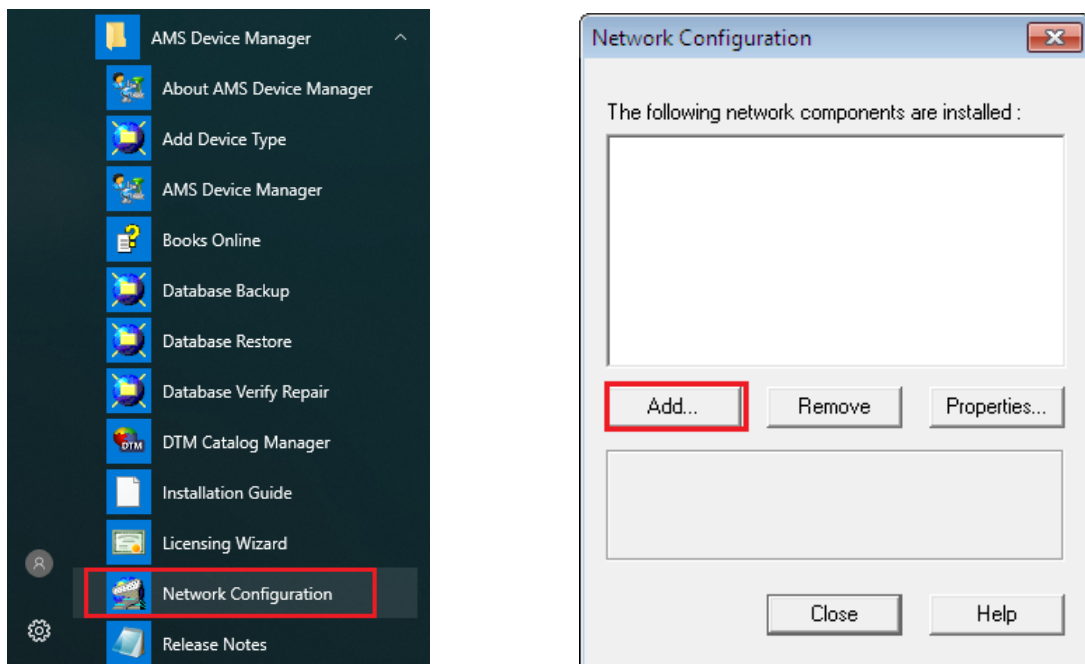 AMS Device Manager
About AMS Device Manager
Add Device Type
AMS Device Manager
Books Online
Database Backup
Database Restore
Database Verify Repair
DTM
DTM Catalog Manager
Installation Guide
Licensing Wizard
Network Configuration
Release Notes
Network Configuration
The following network components are installed :
Add...
Remove
Properties...
Close
Help